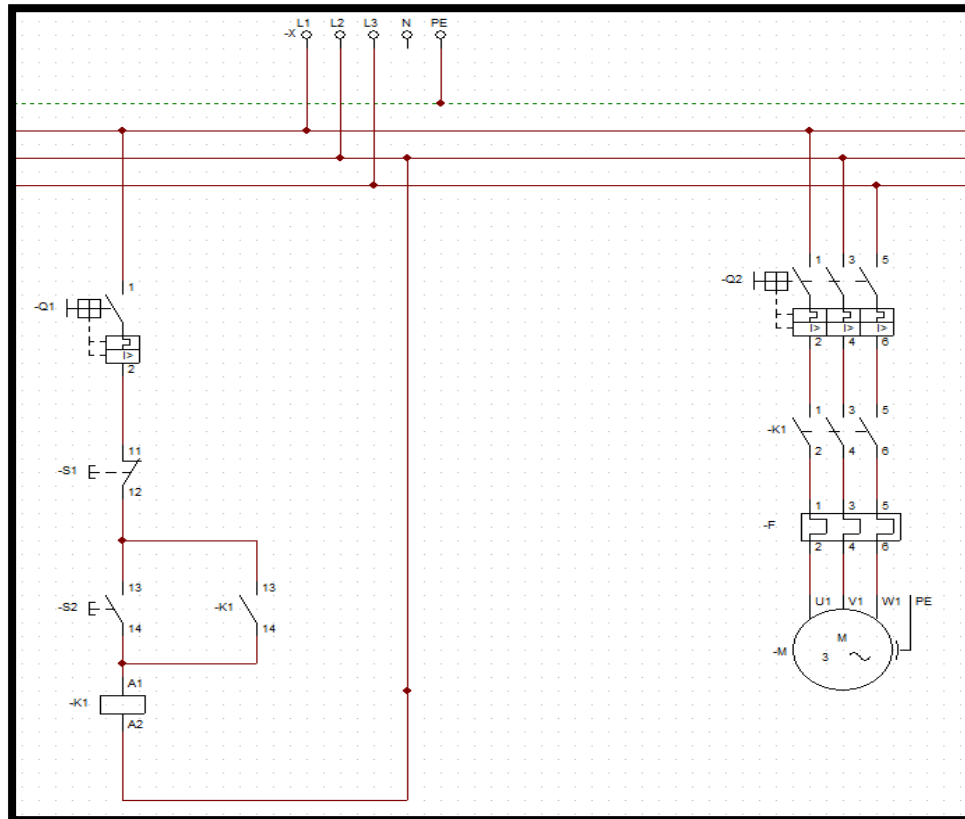 L1 L2 L3 N PE
-X
1
-Q1
I>
2
11
-S1
12
13
-S2
14
13
-K1
14
A1
-K1
A2
1 3 5
-Q2
I> I> I>
2 4 6
1 3 5
-K1
2 4 6
1 3 5
-F
2 4 6
U1 V1 W1 PE
M
-M
3